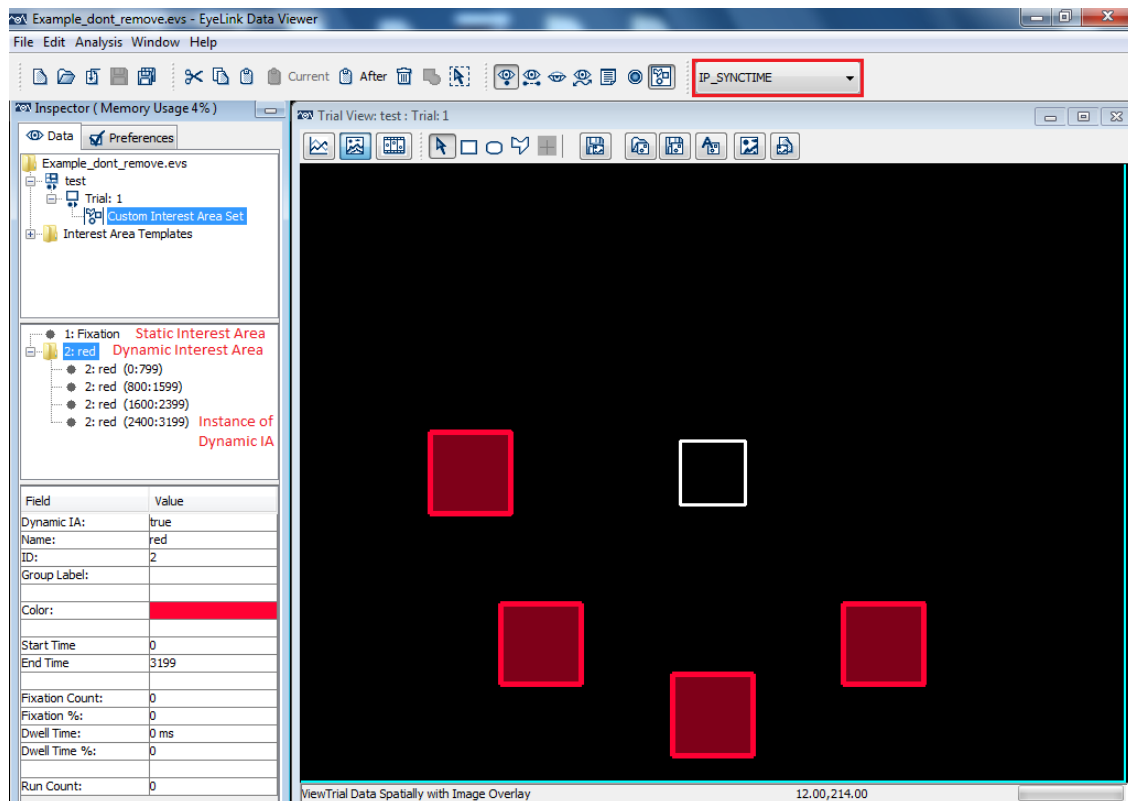 Example_dont_remove.evs - EyeLink Data Viewer
File Edit Analysis Window Help
Current After IP_SYNCTIME
Inspector ( Memory Usage 4% )
Data Preferences
Example_dont_remove.evs
test
Trial: 1
Custom Interest Area Set
Interest Area Templates
1: Fixation Static Interest Area
2: red Dynamic Interest Area
2: red (0:799)
2: red (800:1599)
2: red (1600:2399)
2: red (2400:3199) Instance of
Dynamic IA
Field Value
Dynamic IA: true
Name: red
ID: 2
Group Label:
Color:
Start Time 0
End Time 3199
Fixation Count: 0
Fixation %: 0
Dwell Time: 0 ms
Dwell Time %: 0
Run Count: 0
Trial View: test : Trial: 1
ViewTrial Data Spatially with Image Overlay 12.00,214.00